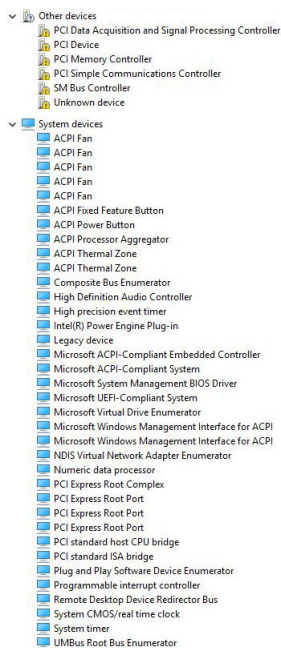 Other devices
PCI Data Acquisition and Signal Processing Controller
PCI Device
PCI Memory Controller
PCI Simple Communications Controller
SM Bus Controller
Unknown device
System devices
ACPI Fan
ACPI Fan
ACPI Fan
ACPI Fan
ACPI Fan
ACPI Fixed Feature Button
ACPI Power Button
ACPI Processor Aggregator
ACPI Thermal Zone
ACPI Thermal Zone
Composite Bus Enumerator
High Definition Audio Controller
High precision event timer
Intel(R) Power Engine Plug-in
Legacy device
Microsoft ACPI-Compliant Embedded Controller
Microsoft ACPI-Compliant System
Microsoft System Management BIOS Driver
Microsoft UEFI-Compliant System
Microsoft Virtual Drive Enumerator
Microsoft Windows Management Interface for ACPI
Microsoft Windows Management Interface for ACPI
NDIS Virtual Network Adapter Enumerator
Numeric data processor
PCI Express Root Complex
PCI Express Root Port
PCI Express Root Port
PCI Express Root Port
PCI standard host CPU bridge
PCI standard ISA bridge
Plug and Play Software Device Enumerator
Programmable interrupt controller
Remote Desktop Device Redirector Bus
System CMOS/real time clock
System timer
UMBus Root Bus Enumerator